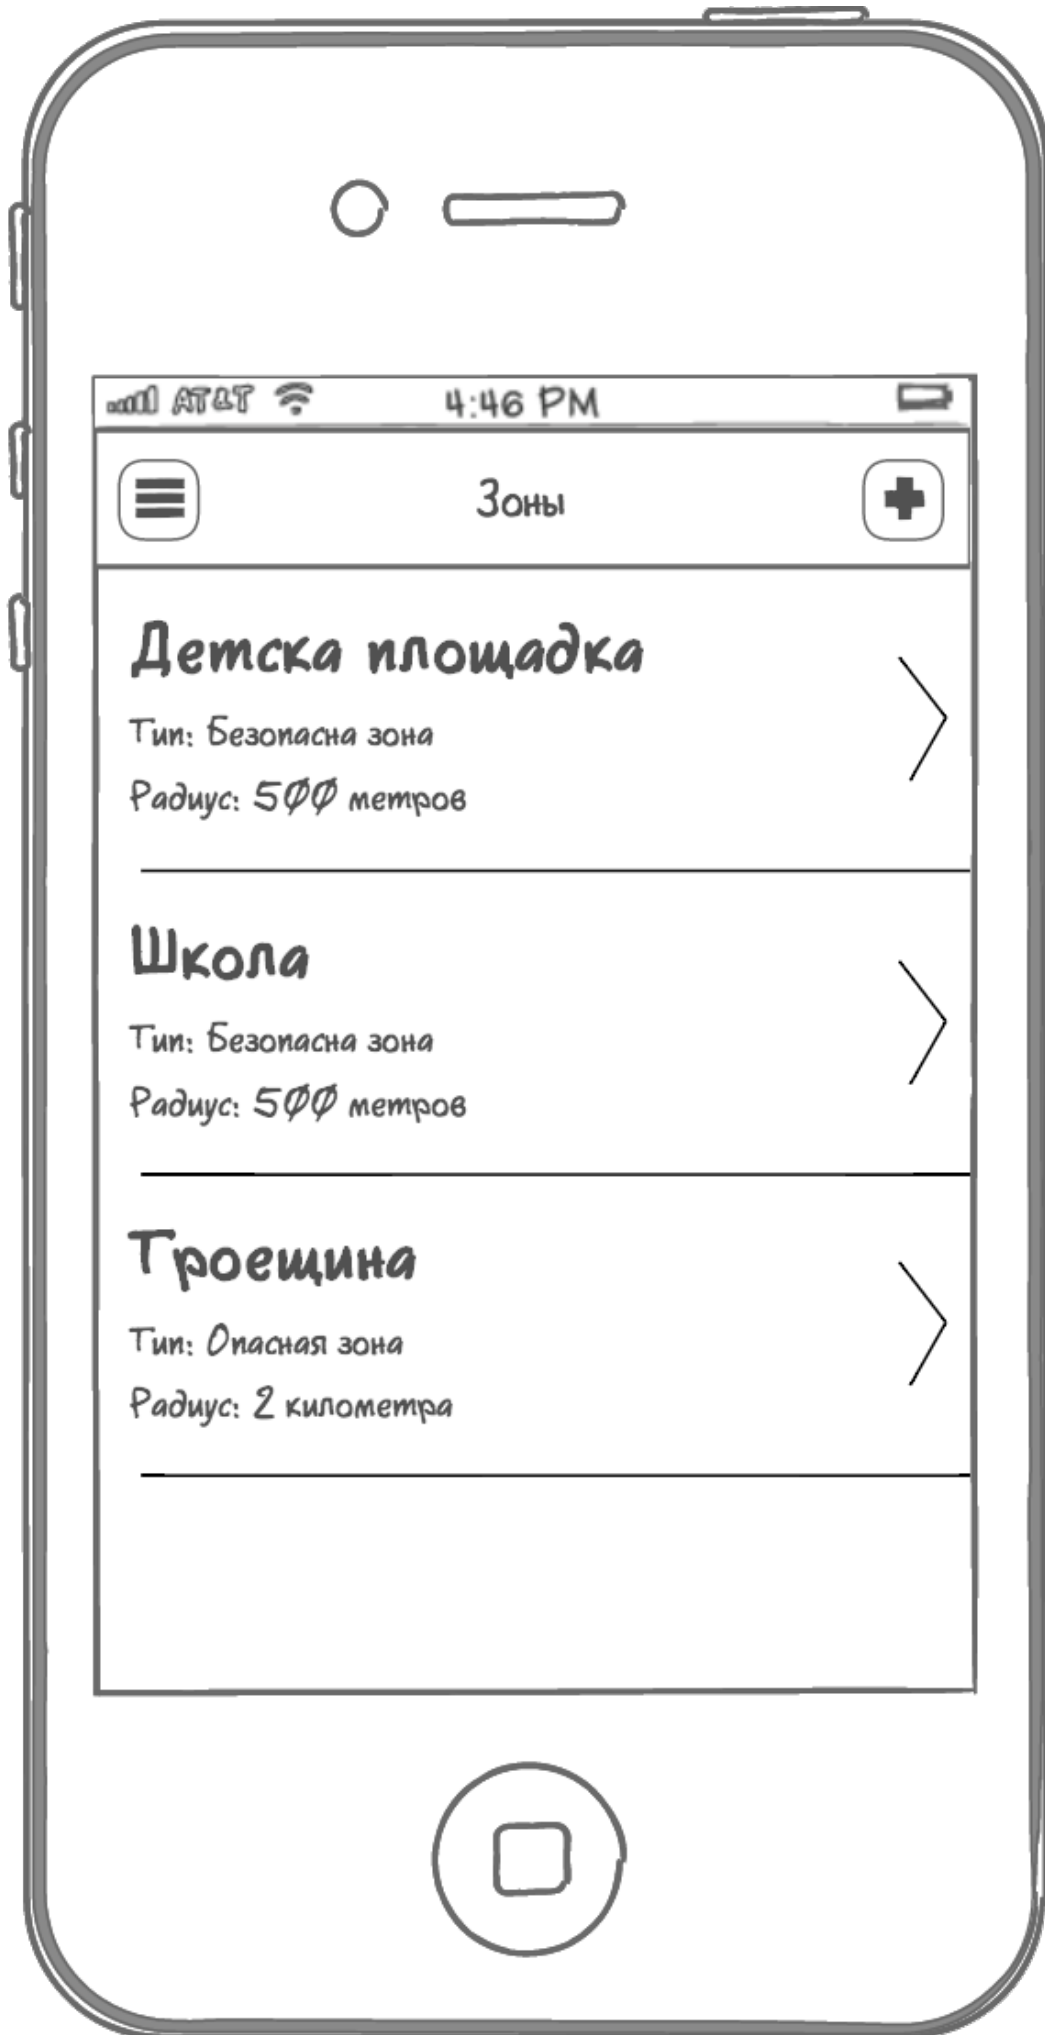 AT&T 4:46 PM
Зоны
Детска площадка
Тип: Безопасна зона
Радиус: 500 метров
Школа
Тип: Безопасна зона
Радиус: 500 метров
Троещина
Тип: Опасная зона
Радиус: 2 километра